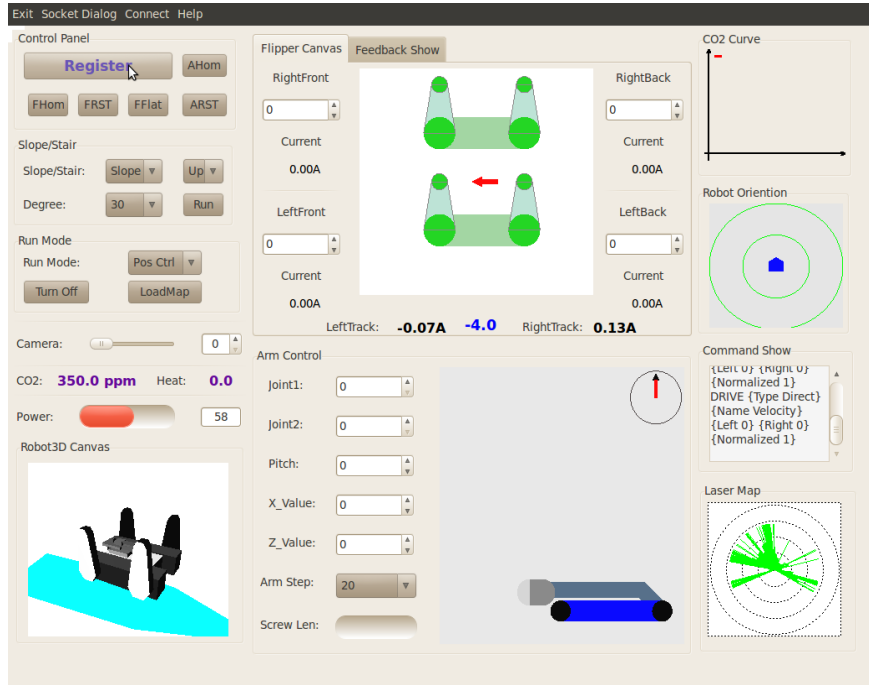 Exit Socket Dialog Connect Help
Control Panel
Register
AHom
FHom
FRST
FFlat
ARST
Slope/Stair
Slope/Stair:
Slope
Up
Degree:
30
Run
Run Mode
Run Mode:
Pos Ctrl
Turn Off
LoadMap
Camera:
0
CO2: 350.0 ppm Heat: 0.0
Power:
58
Robot3D Canvas
Flipper Canvas
Feedback Show
RightFront
0
Current
0.00A
LeftFront
0
Current
0.00A
RightBack
0
Current
0.00A
LeftBack
0
Current
0.00A
LeftTrack: -0.07A -4.0 RightTrack: 0.13A
Arm Control
Joint1:
0
Joint2:
0
Pitch:
0
X_Value:
0
Z_Value:
0
Arm Step:
20
Screw Len:
CO2 Curve
Robot Oriention
Command Show
{Left 0} {Right 0}
{Normalized 1}
DRIVE {Type Direct}
{Name Velocity}
{Left 0} {Right 0}
{Normalized 1}
Laser Map